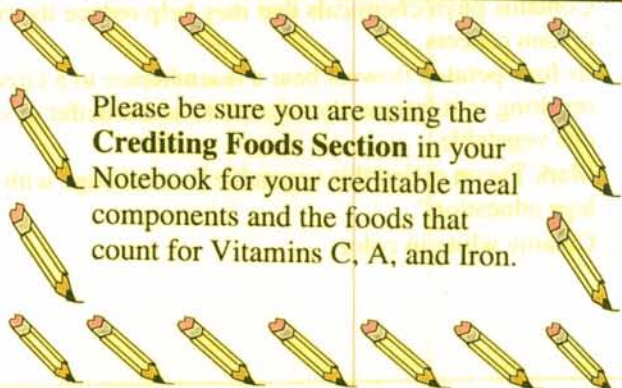 Please be sure you are using the
Crediting Foods Section in your
Notebook for your creditable meal
components and the foods that
count for Vitamins C, A, and Iron.